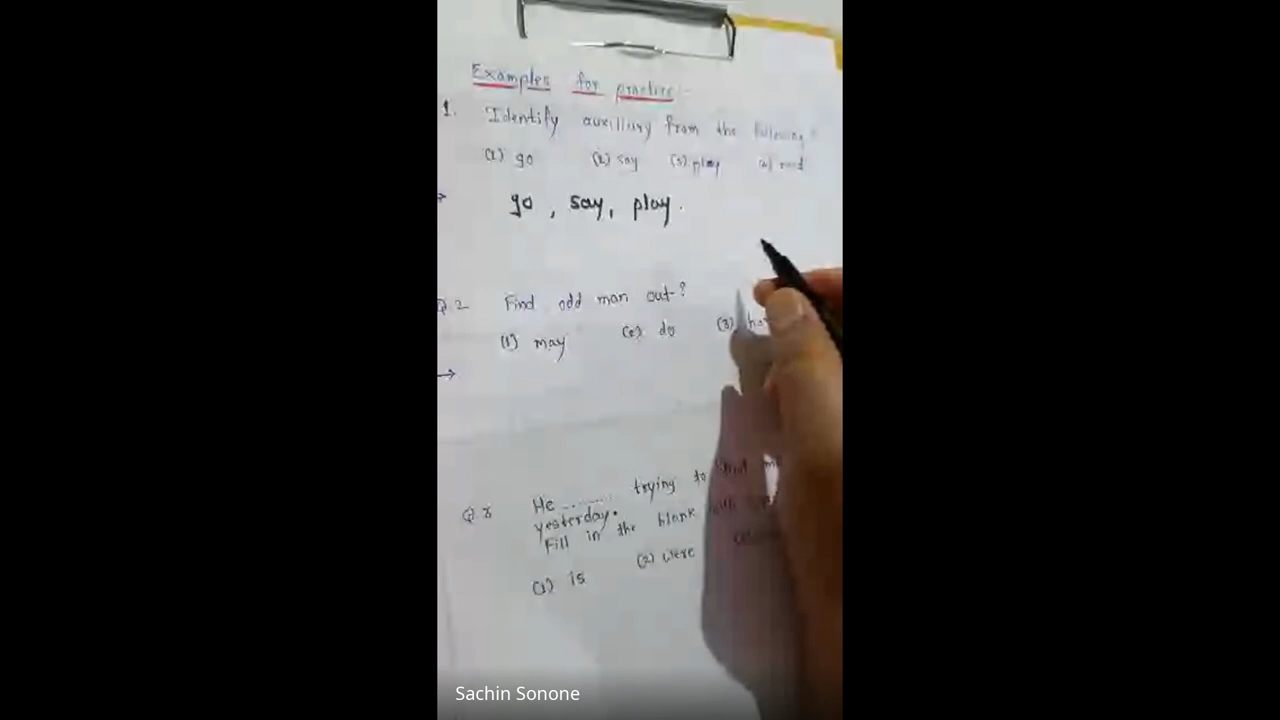 Examples for practice:-
1. Identify auxiliary from the following?
(1) go (2) say (3) play
go, say, play.
Q.2 Find odd man out-?
(1) may (2) do (3)
He ........ trying to
yesterday.
Fill in the blank
(1) is (2) were
Sachin Sonone